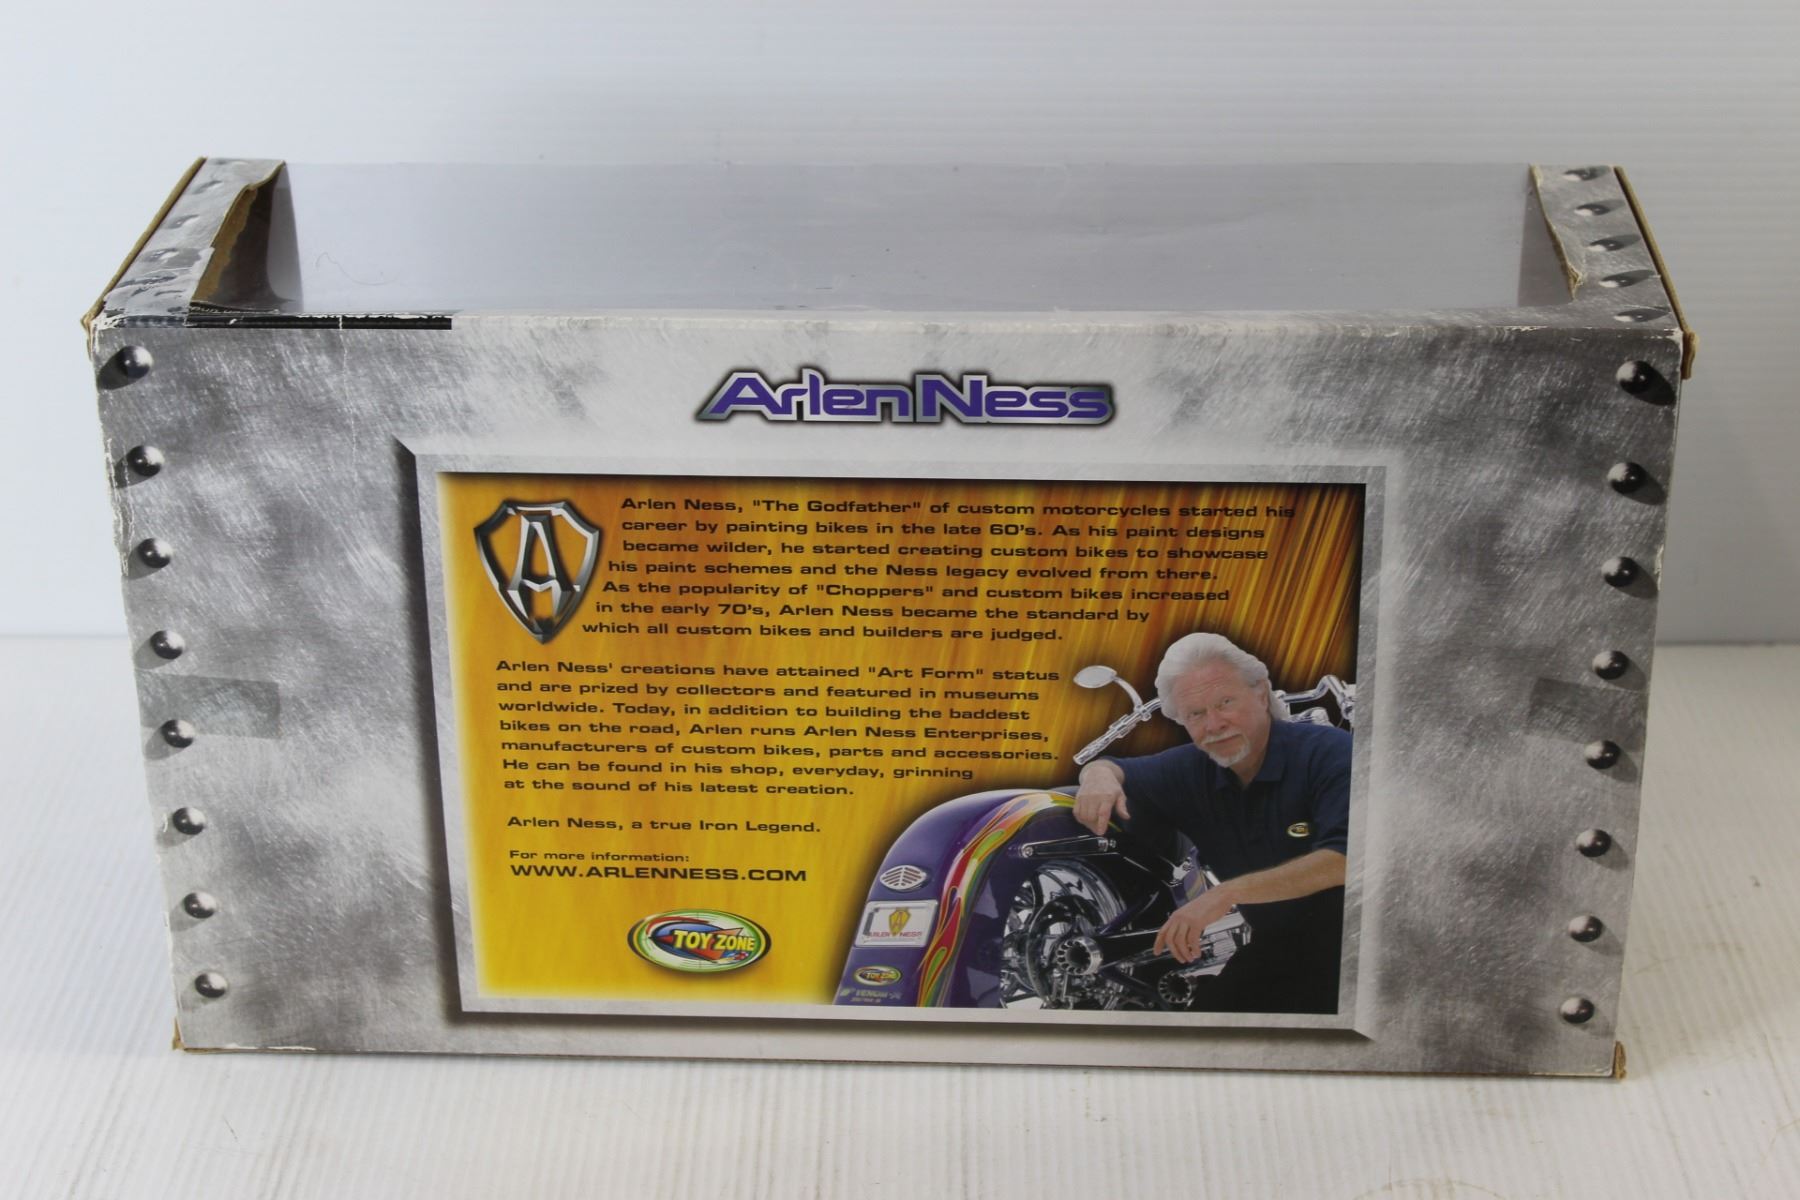 Arlen Ness
Arlen Ness, "The Godfather" of custom motorcycles started his
career by painting bikes in the late 60's. As his paint designs
became wilder, he started creating custom bikes to showcase
his paint schemes and the Ness legacy evolved from there.
As the popularity of "Choppers" and custom bikes increased
in the early 70's, Arlen Ness became the standard by
which all custom bikes and builders are judged.
Arlen Ness' creations have attained "Art Form" status
and are prized by collectors and featured in museums
worldwide. Today, in addition to building the baddest
bikes on the road, Arlen runs Arlen Ness Enterprises,
manufacturers of custom bikes, parts and accessories.
He can be found in his shop, everyday, grinning
at the sound of his latest creation.
Arlen Ness, a true Iron Legend.
For more information:
WWW.ARLENNESS.COM
TOY ZONE
A
ARLEN NESS
TOY ZONE
VENOM